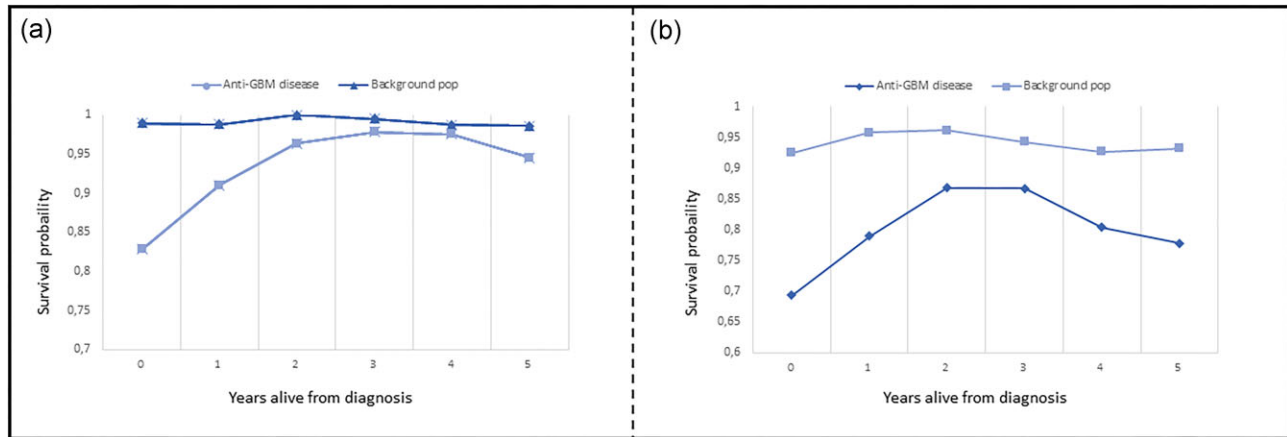 (a)
Anti-GBM disease Background pop
1
0,95
0,9
0,85
0,8
0,75
0,7
Survival probaility
0 1 2 3 4 5
Years alive from diagnosis
(b)
Anti-GBM disease Background pop
1
0,95
0,9
0,85
0,8
0,75
0,7
0,65
0,6
Survival probaility
0 1 2 3 4 5
Years alive from diagnosis